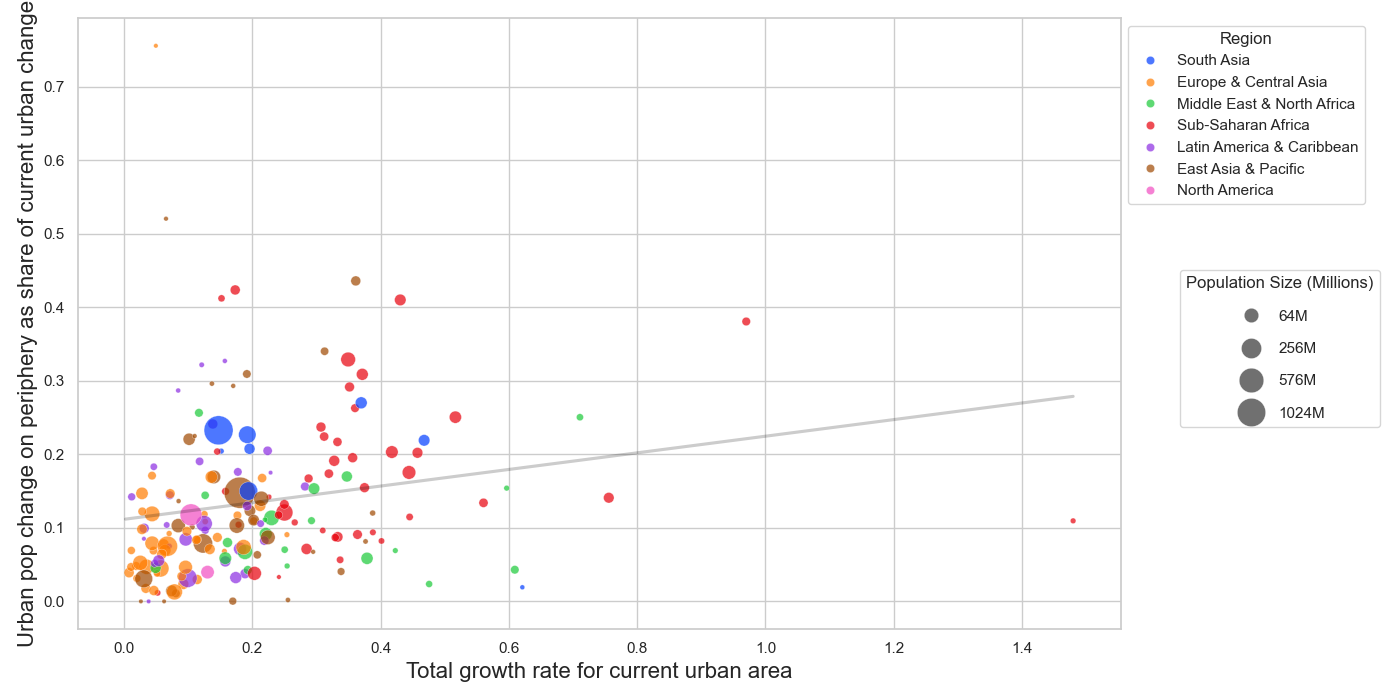 Urban pop change on periphery as share of current urban change
0.7
0.6
0.5
0.4
0.3
0.2
0.1
0.0
0.0 0.2 0.4 0.6 0.8 1.0 1.2 1.4
Total growth rate for current urban area
Region
South Asia
Europe & Central Asia
Middle East & North Africa
Sub-Saharan Africa
Latin America & Caribbean
East Asia & Pacific
North America
Population Size (Millions)
64M
256M
576M
1024M